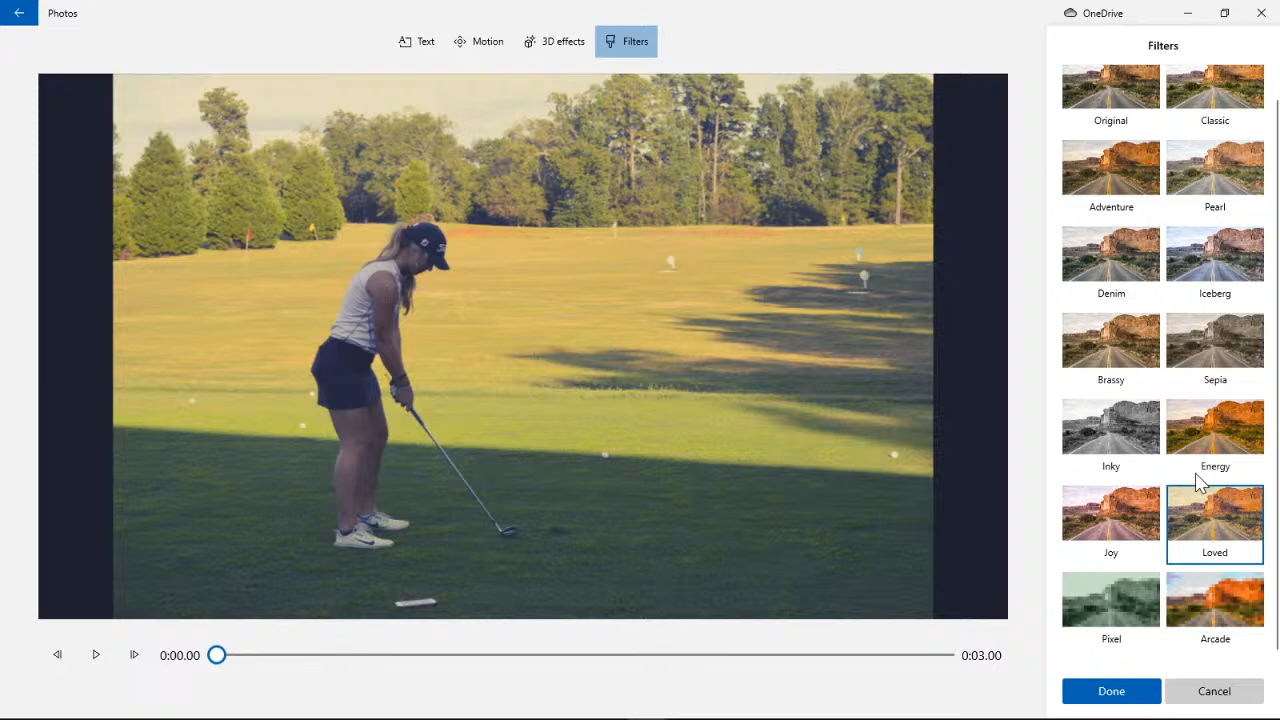 Photos
OneDrive
Text Motion 3D effects Filters
Filters
Original Classic
Adventure Pearl
Denim Iceberg
Brassy Sepia
Inky Energy
Joy Loved
Pixel Arcade
0:00.00 0:03.00
Done Cancel